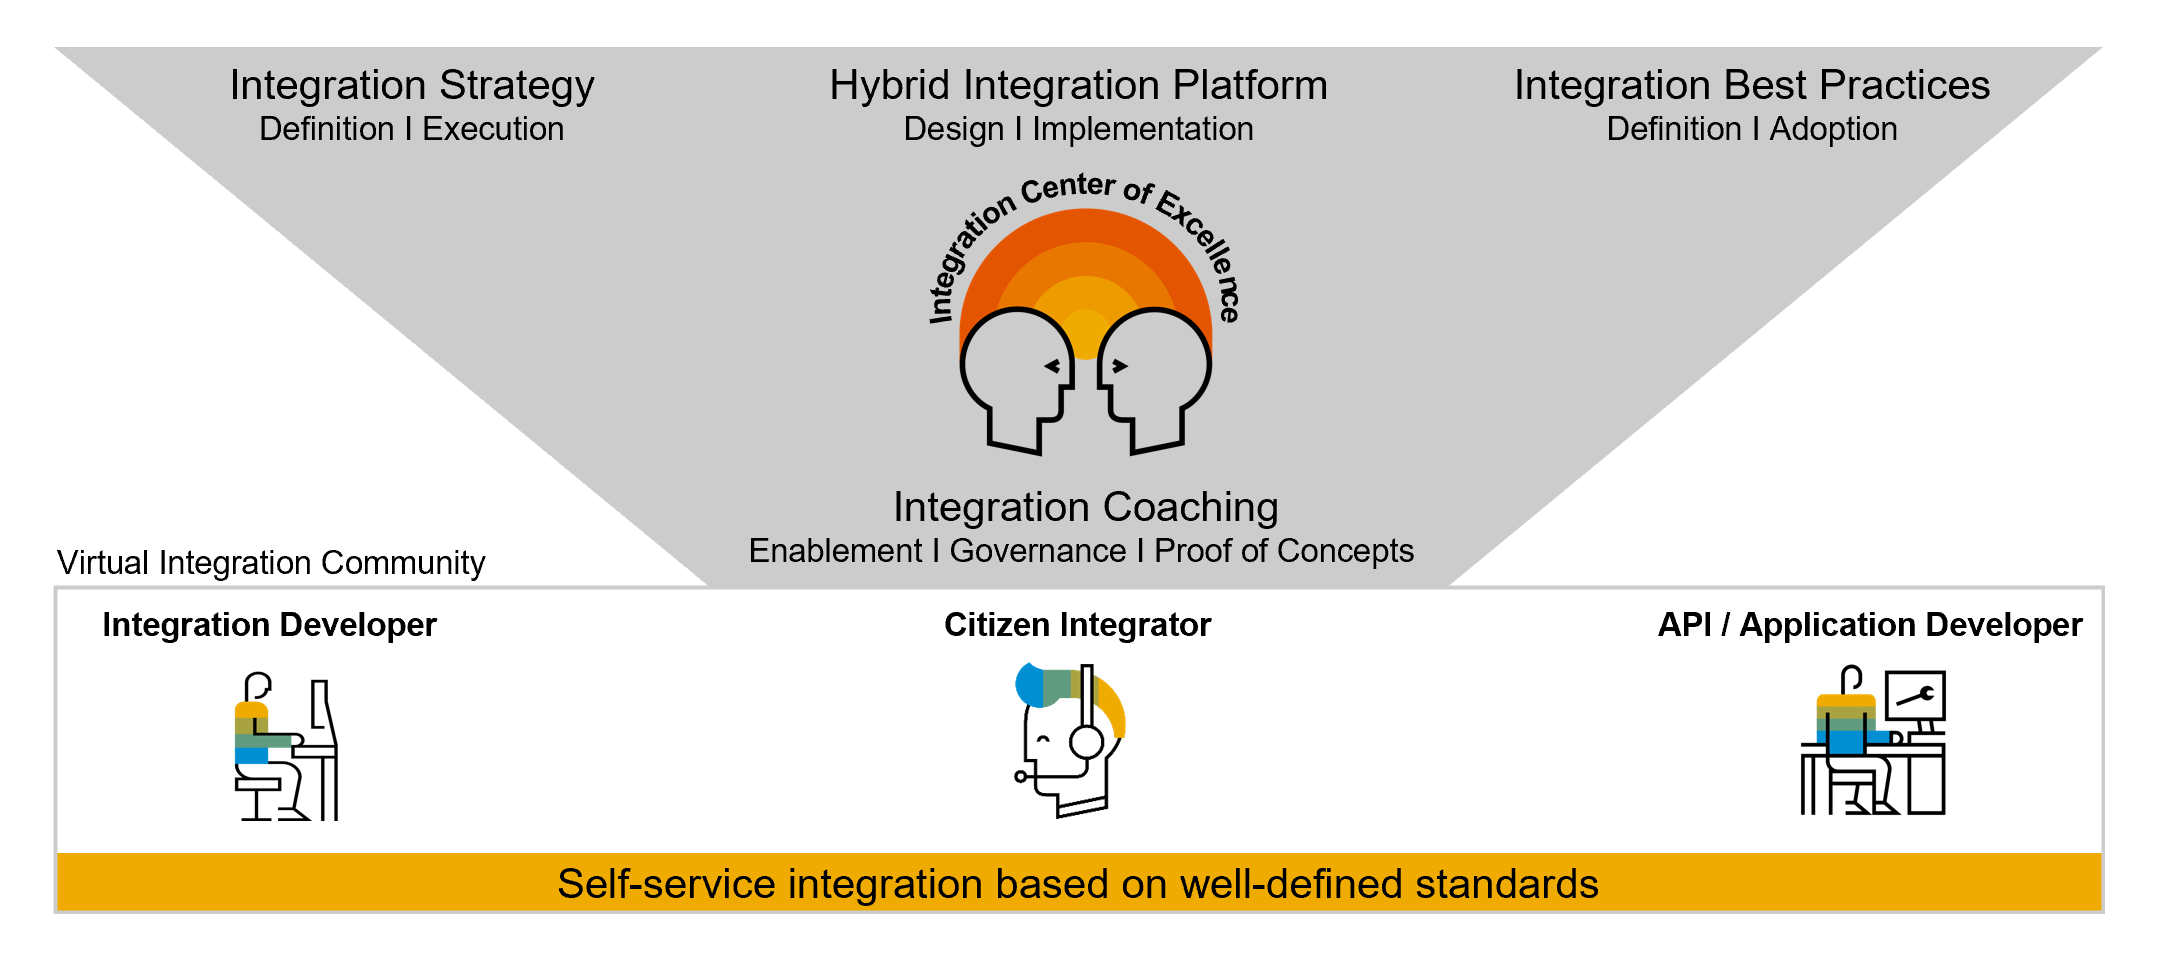 Integration Strategy
Definition I Execution
Hybrid Integration Platform
Design I Implementation
Integration Best Practices
Definition I Adoption
Integration Center of Excellence
Integration Coaching
Enablement I Governance I Proof of Concepts
Virtual Integration Community
Integration Developer
Citizen Integrator
API / Application Developer
Self-service integration based on well-defined standards